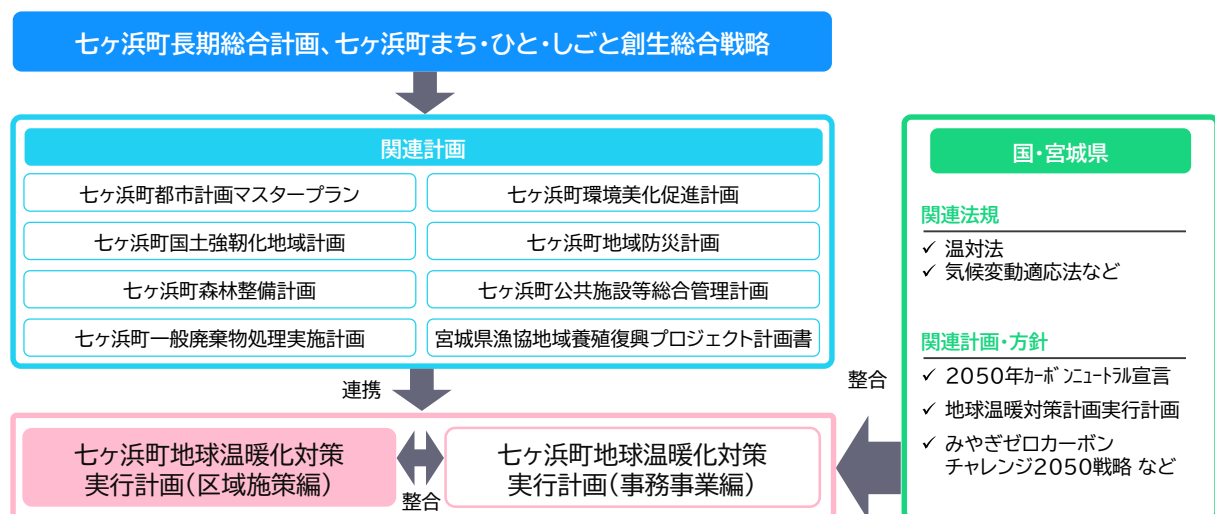 七ヶ浜町長期総合計画、七ヶ浜町まち・ひと・しごと創生総合戦略
関連計画
七ヶ浜町都市計画マスタープラン
七ヶ浜町環境美化促進計画
七ヶ浜町国土強靭化地域計画
七ヶ浜町地域防災計画
七ヶ浜町森林整備計画
七ヶ浜町公共施設等総合管理計画
七ヶ浜町一般廃棄物処理実施計画
宮城県漁協地域養殖復興プロジェクト計画書
連携
七ヶ浜町地球温暖化対策
実行計画(区域施策編)
整合
七ヶ浜町地球温暖化対策
実行計画(事務事業編)
整合
国・宮城県
関連法規
✓ 温対法
✓ 気候変動適応法など
関連計画・方針
✓ 2050年ｶｰﾎﾞﾝﾆｭｰﾄﾗﾙ宣言
✓ 地球温暖対策計画実行計画
✓ みやぎゼロカーボン
チャレンジ2050戦略 など